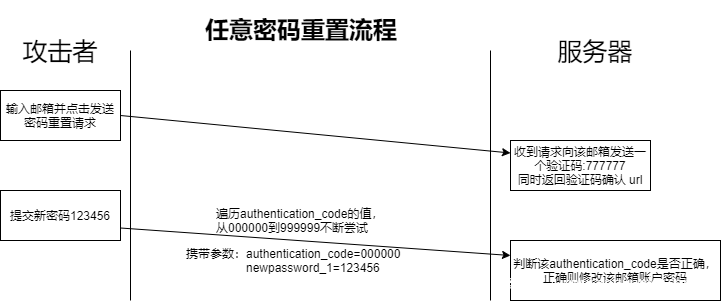 任意密码重置流程
攻击者
服务器
输入邮箱并点击发送
密码重置请求
收到请求向该邮箱发送一
个验证码:777777
同时返回验证码确认 url
提交新密码123456
遍历authentication_code的值,
从000000到999999不断尝试
携带参数：authentication_code=000000
newpassword_1=123456
判断该authentication_code是否正确,
正确则修改该邮箱账户密码